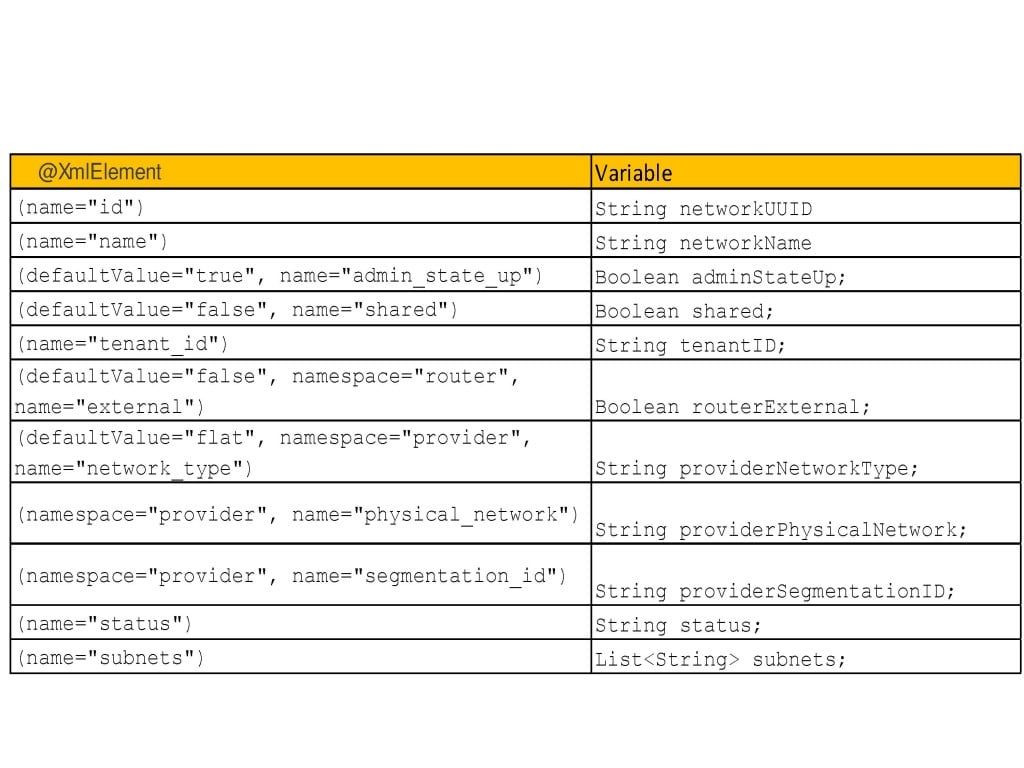 @XmlElement Variable
(name="id") String networkUUID
(name="name") String networkName
(defaultValue="true", name="admin_state_up") Boolean adminStateUp;
(defaultValue="false", name="shared") Boolean shared;
(name="tenant_id") String tenantID;
(defaultValue="false", namespace="router",
name="external") Boolean routerExternal;
(defaultValue="flat", namespace="provider",
name="network_type") String providerNetworkType;
(namespace="provider", name="physical_network")
String providerPhysicalNetwork;
(namespace="provider", name="segmentation_id")
String providerSegmentationID;
(name="status") String status;
(name="subnets") List<String> subnets;